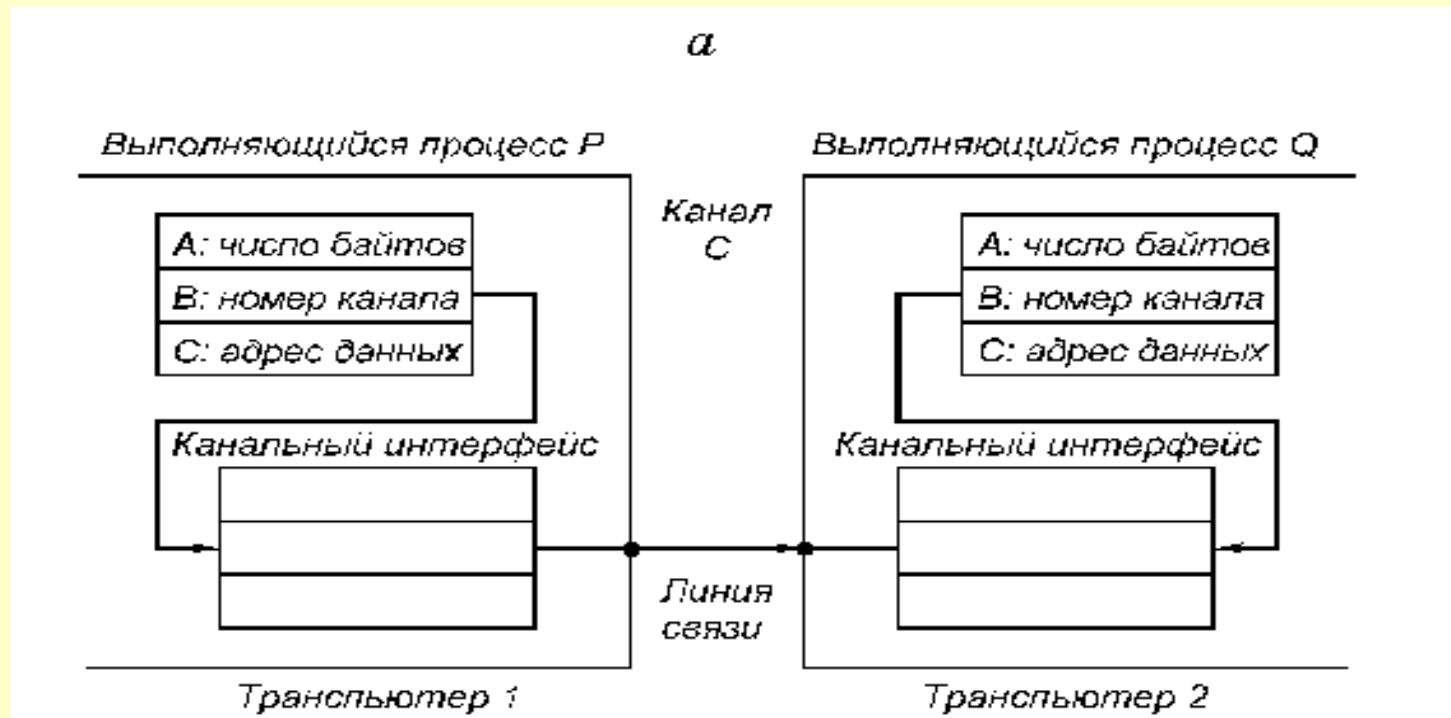 а
Выполняющийся процесс P
Выполняющийся процесс Q
Канал
C
A: число байтов
B: номер канала
C: адрес данных
A: число байтов
B: номер канала
C: адрес данных
Канальный интерфейс
Канальный интерфейс
Линия
связи
Транспьютер 1
Транспьютер 2